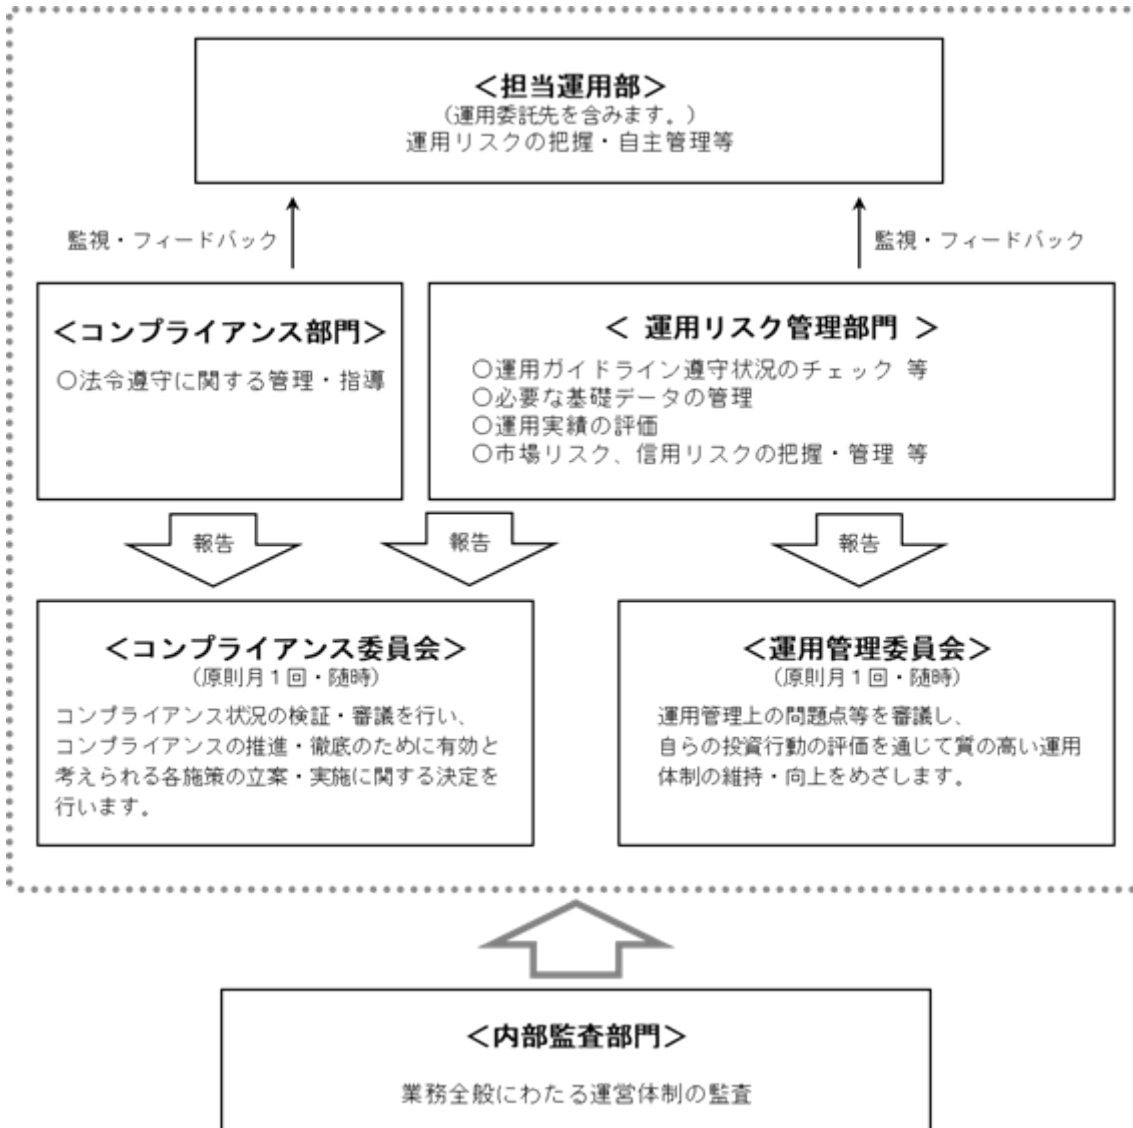 ＜担当運用部＞
（運用委託先を含みます。）
運用リスクの把握・自主管理等
監視・フィードバック
監視・フィードバック
＜コンプライアンス部門＞
○法令遵守に関する管理・指導
＜ 運用リスク管理部門 ＞
○運用ガイドライン遵守状況のチェック 等
○必要な基礎データの管理
○運用実績の評価
○市場リスク、信用リスクの把握・管理 等
報告
報告
報告
＜コンプライアンス委員会＞
（原則月１回・随時）
コンプライアンス状況の検証・審議を行い、
コンプライアンスの推進・徹底のために有効と
考えられる各施策の立案・実施に関する決定を
行います。
＜運用管理委員会＞
（原則月１回・随時）
運用管理上の問題点等を審議し、
自らの投資行動の評価を通じて質の高い運用
体制の維持・向上をめざします。
＜内部監査部門＞
業務全般にわたる運営体制の監査